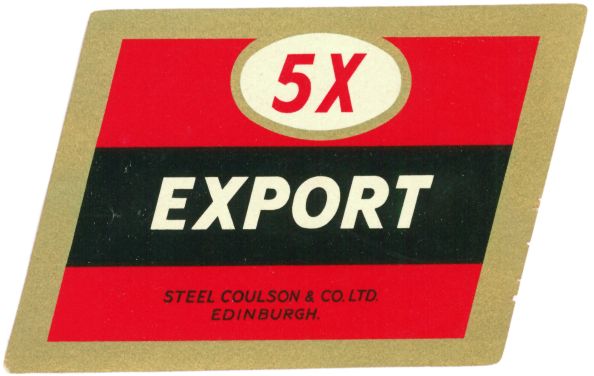 5X
EXPORT
STEEL COULSON & CO. LTD.
EDINBURGH.